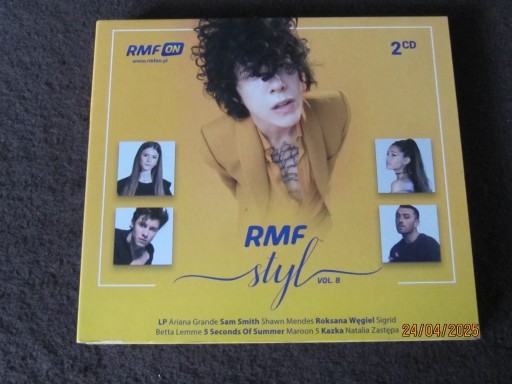 RMF ON
www.rmfon.pl
2CD
RMF
styl VOL. 8
LP Ariana Grande Sam Smith Shawn Mendes Roksana Węgiel Sigrid
Betta Lemme 5 Seconds Of Summer Maroon 5 Kazka Natalia Zastępa
24/04/2025